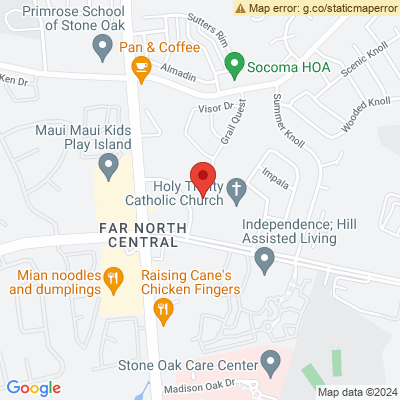 Map error: g.co/staticmaperror
Primrose School
of Stone Oak
Sutters Rim
Pan & Coffee
Almadin
Socoma HOA
Scenic Knoll
Ken Dr
Visor Dr
Grail Quest
Summer Knoll
Wooded Knoll
Maui Maui Kids
Play Island
Impala
Holy Trinity
Catholic Church
FAR NORTH
CENTRAL
Independence; Hill
Assisted Living
Mian noodles
and dumplings
Raising Cane's
Chicken Fingers
Stone Oak Care Center
Madison Oak Dr
Google
Map data ©2024